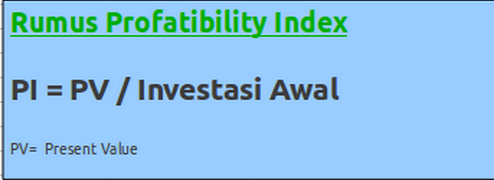 Rumus Profatibility Index
PI = PV / Investasi Awal
PV= Present Value